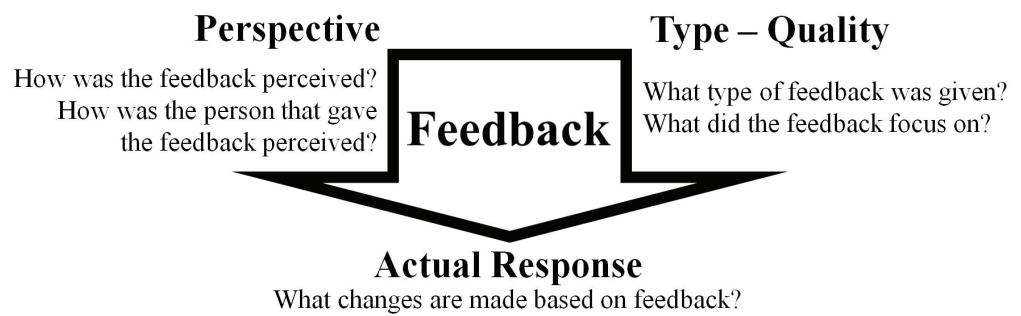 Perspective
How was the feedback perceived?
How was the person that gave
the feedback perceived?
Feedback
Type – Quality
What type of feedback was given?
What did the feedback focus on?
Actual Response
What changes are made based on feedback?